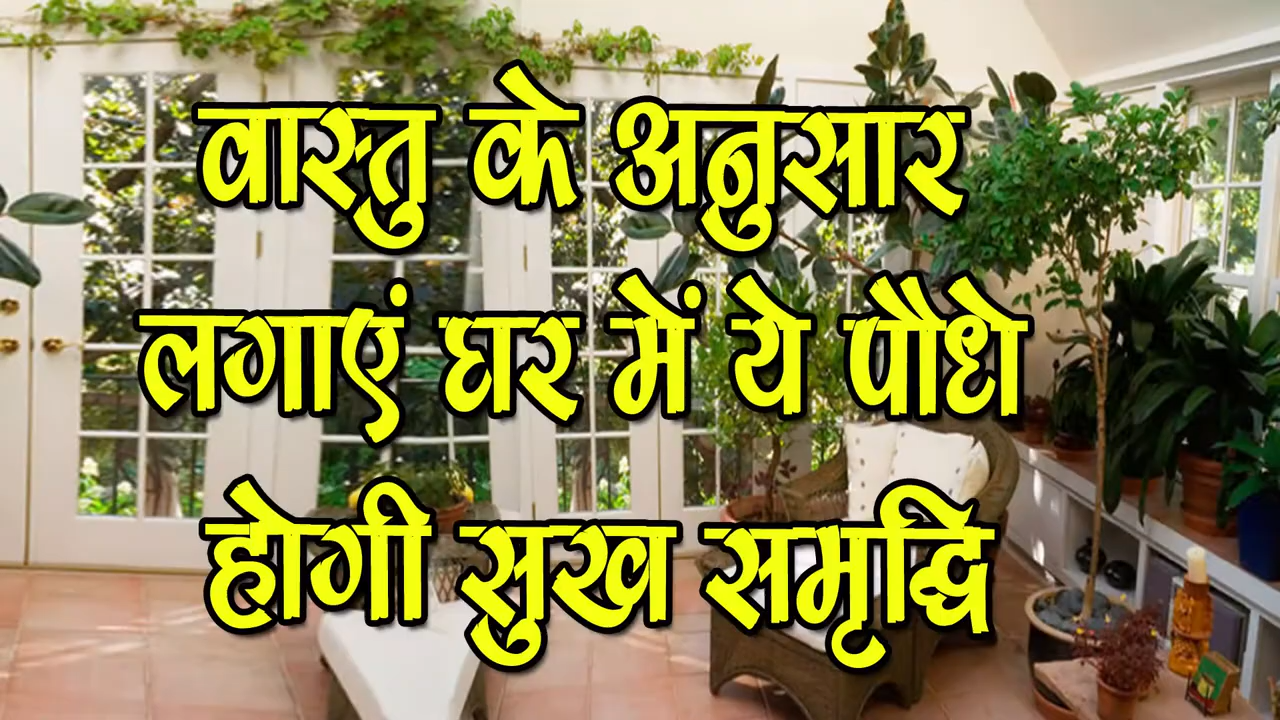 वास्तु के अनुसार
लगाएं घर में ये पौधे
होगी सुख समृद्धि